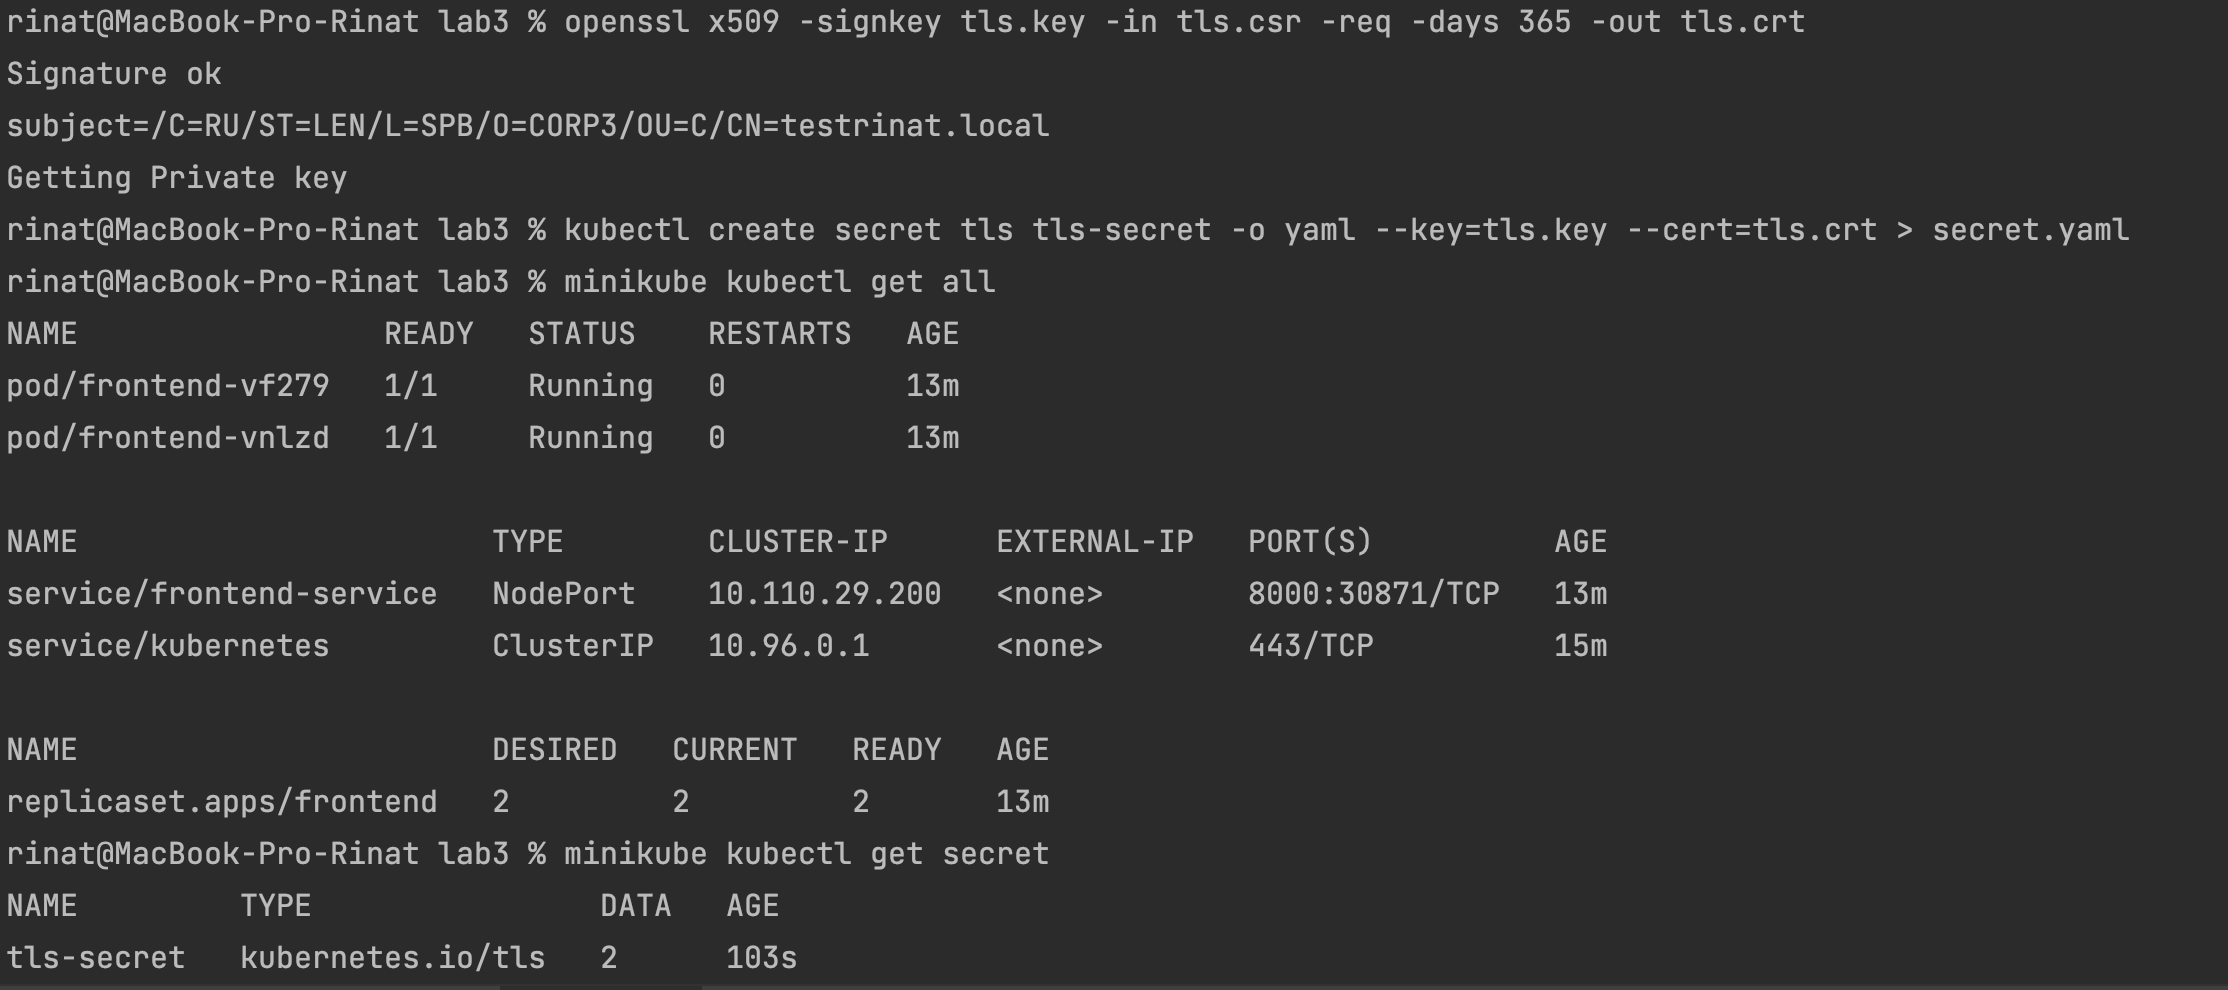 rinat@MacBook-Pro-Rinat lab3 % openssl x509 -signkey tls.key -in tls.csr -req -days 365 -out tls.crt
Signature ok
subject=/C=RU/ST=LEN/L=SPB/O=CORP3/OU=C/CN=testrinat.local
Getting Private key
rinat@MacBook-Pro-Rinat lab3 % kubectl create secret tls tls-secret -o yaml --key=tls.key --cert=tls.crt > secret.yaml
rinat@MacBook-Pro-Rinat lab3 % minikube kubectl get all
NAME                 READY   STATUS    RESTARTS   AGE
pod/frontend-vf279   1/1     Running   0          13m
pod/frontend-vnlzd   1/1     Running   0          13m
NAME                       TYPE        CLUSTER-IP      EXTERNAL-IP   PORT(S)          AGE
service/frontend-service   NodePort    10.110.29.200   <none>        8000:30871/TCP   13m
service/kubernetes         ClusterIP   10.96.0.1       <none>        443/TCP          15m
NAME                       DESIRED   CURRENT   READY   AGE
replicaset.apps/frontend   2         2         2       13m
rinat@MacBook-Pro-Rinat lab3 % minikube kubectl get secret
NAME         TYPE                DATA   AGE
tls-secret   kubernetes.io/tls   2      103s